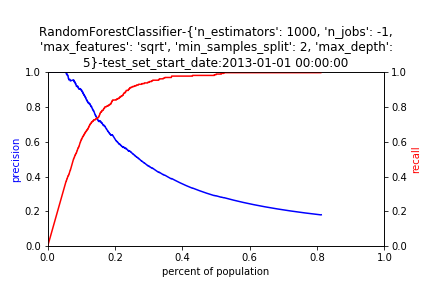 RandomForestClassifier-{'n_estimators': 1000, 'n_jobs': -1,
'max_features': 'sqrt', 'min_samples_split': 2, 'max_depth':
5}-test_set_start_date:2013-01-01 00:00:00
1.0
0.8
0.6
0.4
0.2
0.0
precision
1.0
0.8
0.6
0.4
0.2
0.0
recall
0.0 0.2 0.4 0.6 0.8 1.0
percent of population